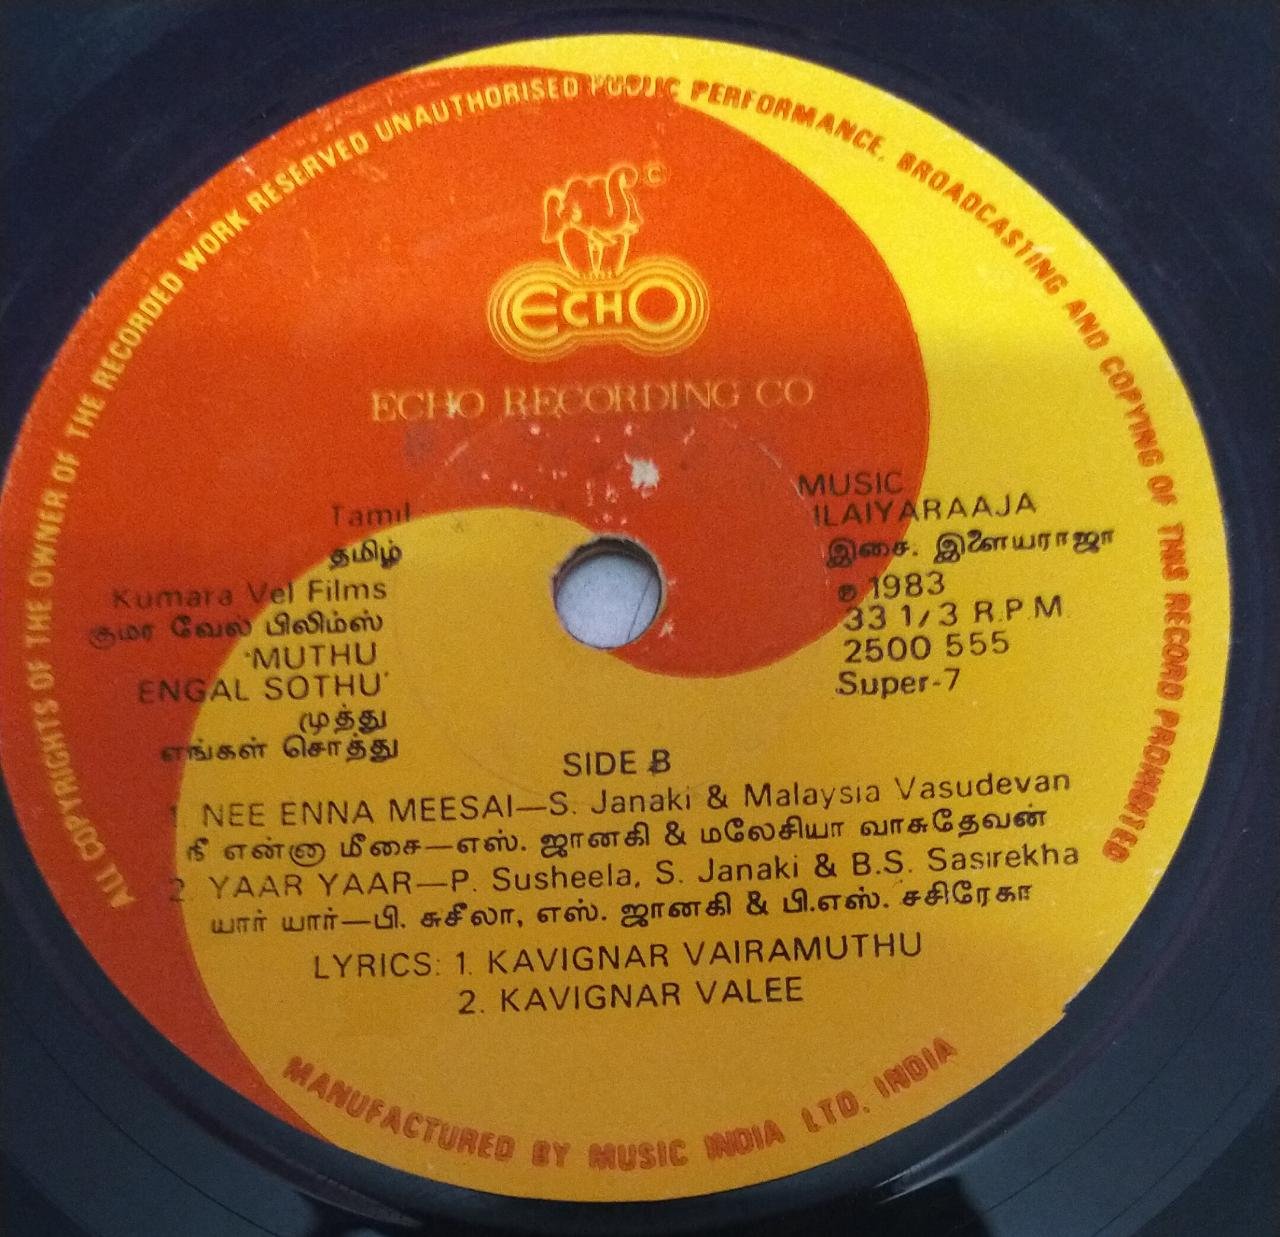 ALL COPYRIGHTS OF THE OWNER OF THE RECORDED WORK RESERVED UNAUTHORISED PUBLIC PERFORMANCE, BROADCASTING AND COPYING OF THIS RECORD PROHIBITED
©
ECHO
ECHO RECORDING CO
Tamil
தமிழ்
Kumara Vel Films
குமர வேல் பிலிம்ஸ்
'MUTHU
ENGAL SOTHU'
முத்து
எங்கள் சொத்து
MUSIC
ILAIYARAAJA
இசை. இளையராஜா
℗ 1983
33 1/3 R.P.M.
2500 555
Super-7
SIDE B
1. NEE ENNA MEESAI—S. Janaki & Malaysia Vasudevan
நீ என்ன மீசை—எஸ். ஜானகி & மலேசியா வாசுதேவன்
2. YAAR YAAR—P. Susheela, S. Janaki & B.S. Sasirekha
யார் யார்—பி. சுசீலா, எஸ். ஜானகி & பி.எஸ். சசிரேகா
LYRICS: 1. KAVIGNAR VAIRAMUTHU
2. KAVIGNAR VALEE
MANUFACTURED BY MUSIC INDIA LTD. INDIA